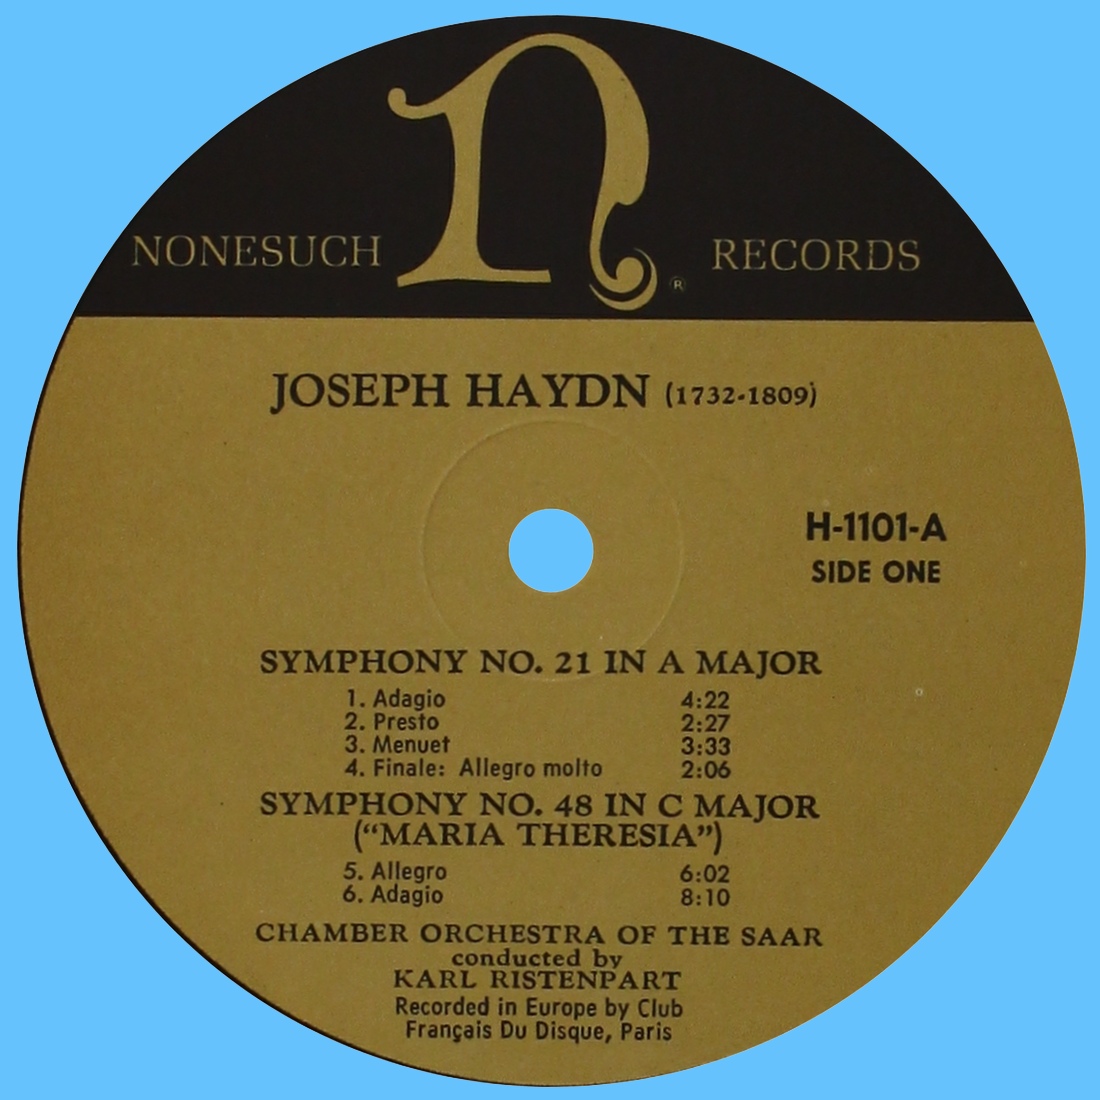 n
NONESUCH RECORDS
®
JOSEPH HAYDN (1732-1809)
H-1101-A
SIDE ONE
SYMPHONY NO. 21 IN A MAJOR
1. Adagio 4:22
2. Presto 2:27
3. Menuet 3:33
4. Finale: Allegro molto 2:06
SYMPHONY NO. 48 IN C MAJOR
(“MARIA THERESIA”)
5. Allegro 6:02
6. Adagio 8:10
CHAMBER ORCHESTRA OF THE SAAR
conducted by
KARL RISTENPART
Recorded in Europe by Club
Français Du Disque, Paris